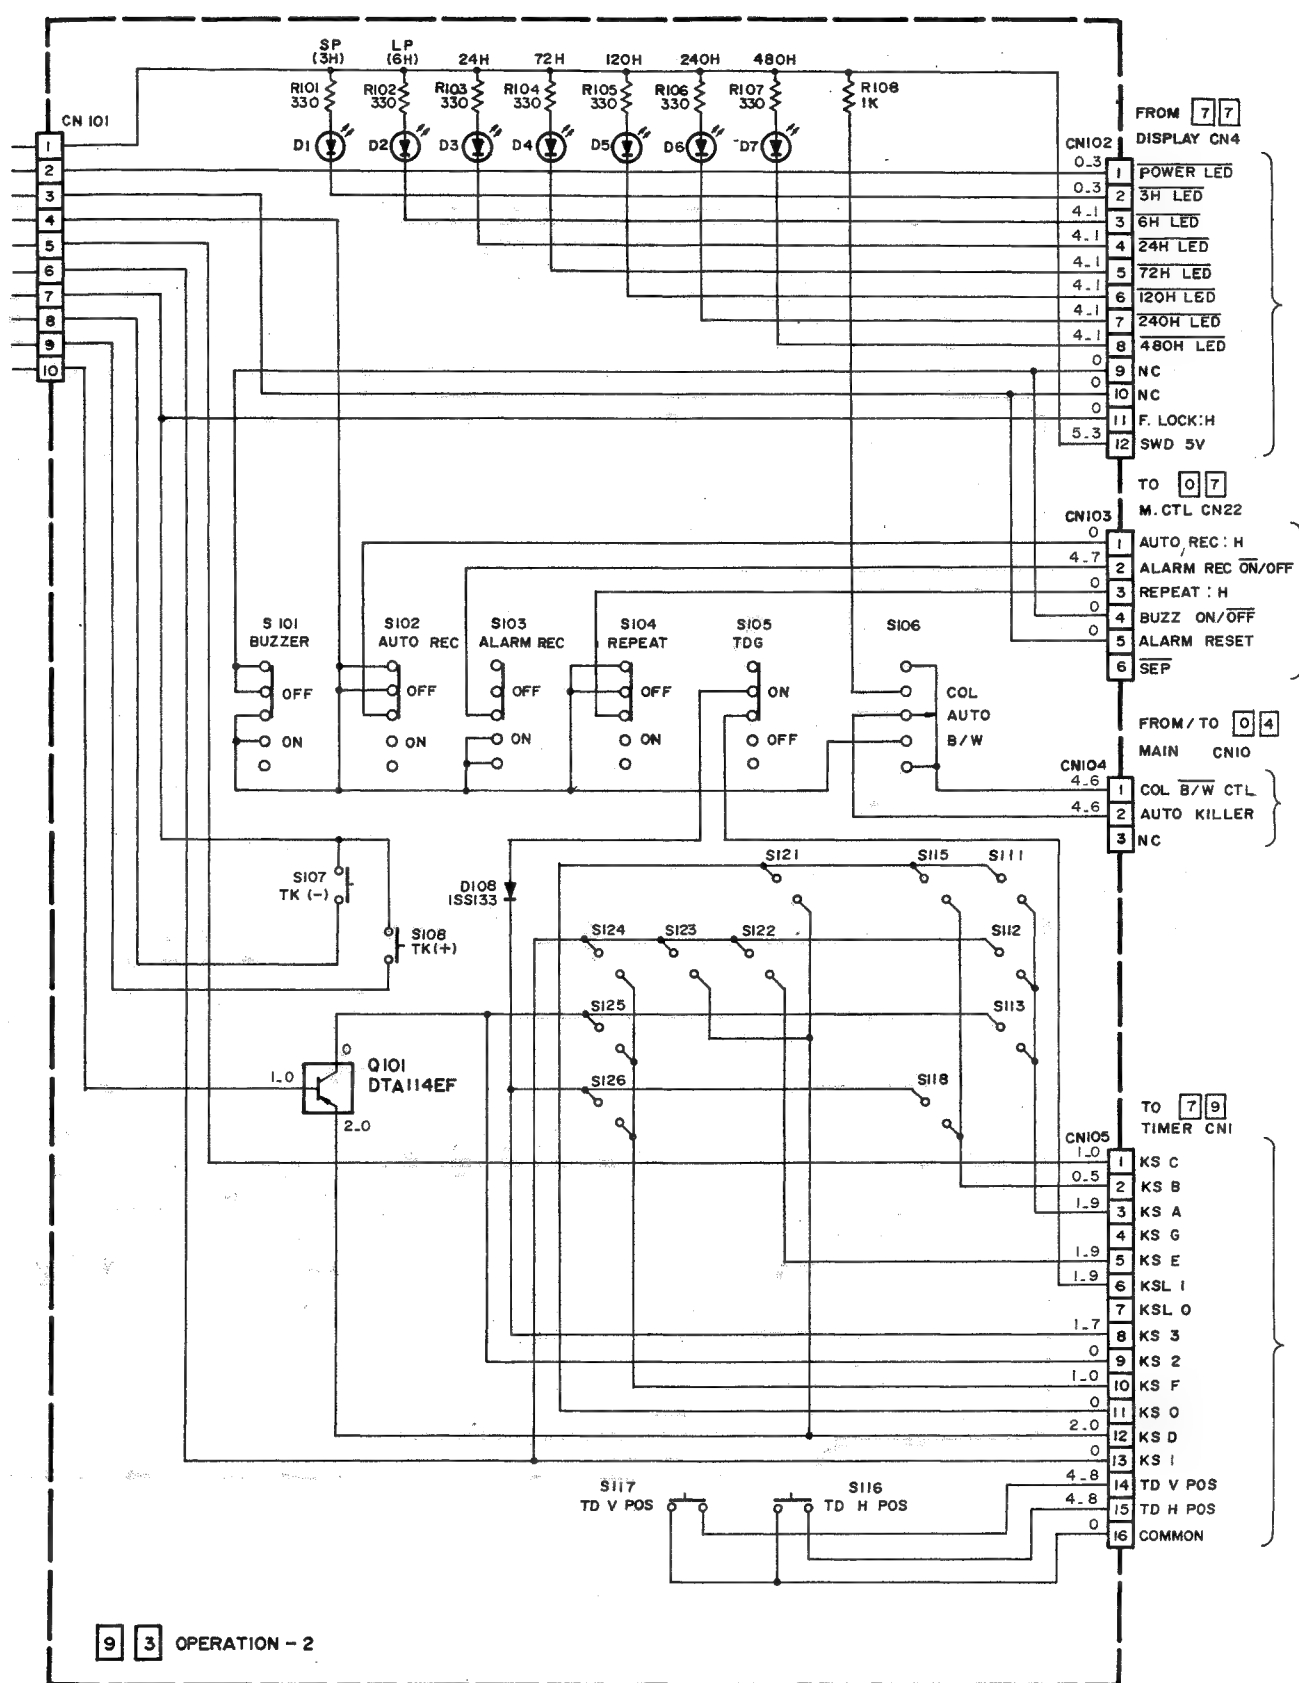 SP
(3H)
LP
(6H)
24H
72H
120H
240H
480H
R101
330
R102
330
R103
330
R104
330
R105
330
R106
330
R107
330
R108
1K
D1
D2
D3
D4
D5
D6
D7
CN 101
1
2
3
4
5
6
7
8
9
10
FROM 7 7
DISPLAY CN4
CN102
0.3 1 POWER LED
0.3 2 3H LED
4.1 3 6H LED
4.1 4 24H LED
4.1 5 72H LED
4.1 6 120H LED
4.1 7 240H LED
4.1 8 480H LED
0 9 NC
0 10 NC
0 11 F. LOCK:H
5.3 12 SWD 5V
TO 0 7
M. CTL CN22
CN103
0 1 AUTO REC : H
4.7 2 ALARM REC ON/OFF
0 3 REPEAT : H
0 4 BUZZ ON/OFF
0 5 ALARM RESET
6 SEP
S 101
BUZZER
OFF
ON
S102
AUTO REC
OFF
ON
S103
ALARM REC
OFF
ON
S104
REPEAT
OFF
ON
S105
TDG
ON
OFF
S106
COL
AUTO
B/W
FROM/ TO 0 4
MAIN CN10
CN104
4.6 1 COL B/W CTL
4.6 2 AUTO KILLER
3 NC
S107
TK (-)
S108
TK(+)
D108
1SS133
S121
S115
S111
S124
S123
S122
S112
S125
S113
S126
S118
0
Q101
DTA114EF
1.0
2.0
TO 7 9
TIMER CN1
CN105
1.0 1 KS C
0.5 2 KS B
1.9 3 KS A
4 KS G
1.9 5 KS E
1.9 6 KSL 1
7 KSL 0
1.7 8 KS 3
0 9 KS 2
1.0 10 KS F
0 11 KS 0
2.0 12 KS D
0 13 KS 1
4.8 14 TD V POS
4.8 15 TD H POS
0 16 COMMON
S117
TD V POS
S116
TD H POS
9 3 OPERATION - 2